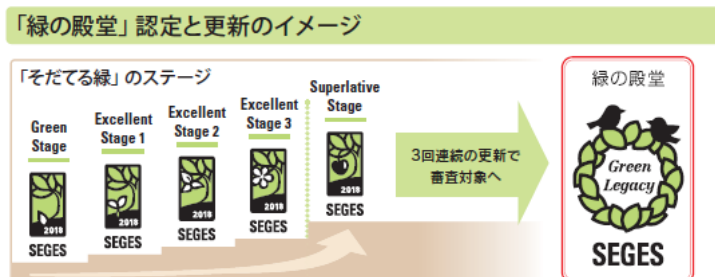 「緑の殿堂」認定と更新のイメージ
「そだてる緑」のステージ
Green
Stage
2018
SEGES
Excellent
Stage 1
2018
SEGES
Excellent
Stage 2
2018
SEGES
Excellent
Stage 3
2018
SEGES
Superlative
Stage
2018
SEGES
3回連続の更新で
審査対象へ
緑の殿堂
Green
Legacy
SEGES